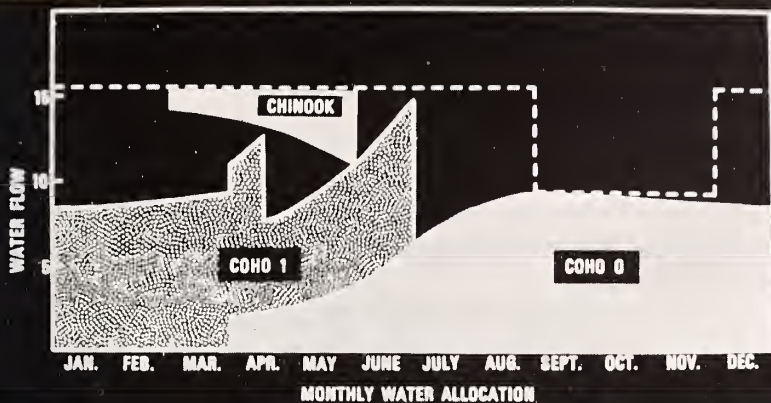 WATER FLOW
15
10
5
CHINOOK
COHO 1
COHO 0
JAN. FEB. MAR. APR. MAY JUNE JULY AUG. SEPT. OCT. NOV. DEC.
MONTHLY WATER ALLOCATION